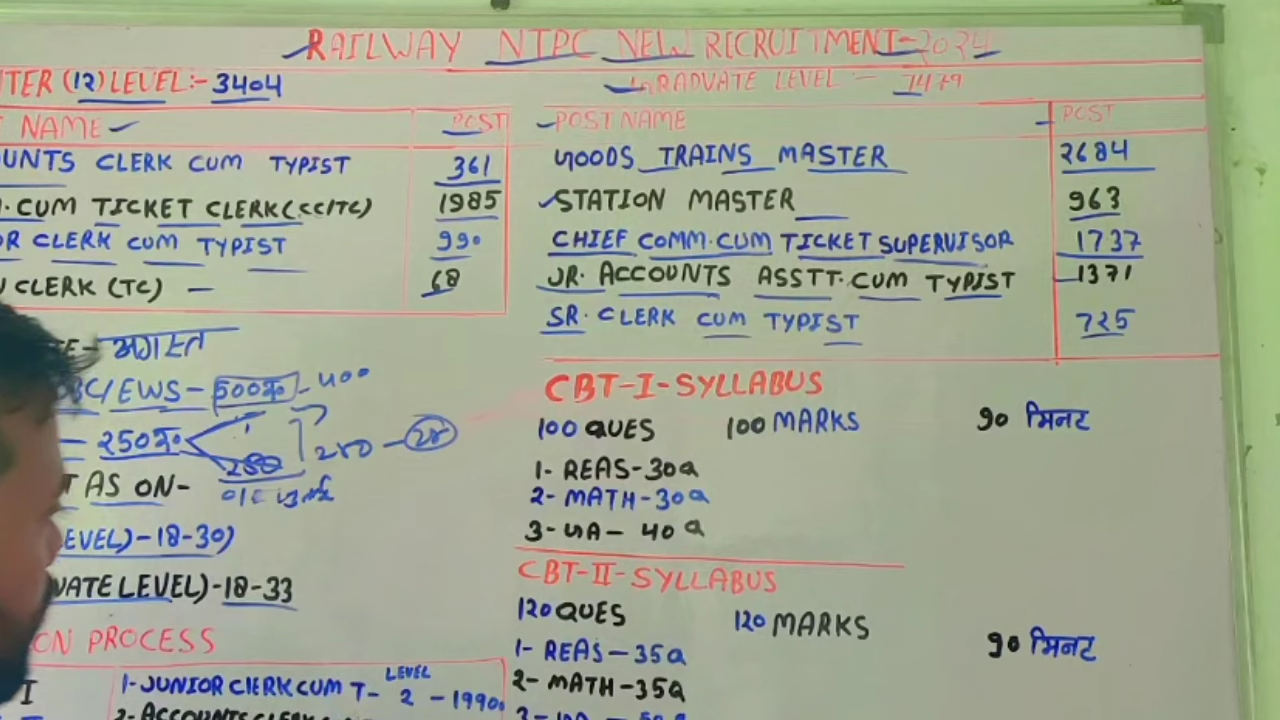 RAILWAY NTPC NEW RECRUITMENT-2024
TER (12) LEVEL:- 3404
NAME POST
UNTS CLERK CUM TYPIST 361
.CUM TICKET CLERK (CC/TC) 1985
R CLERK CUM TYPIST 990
CLERK (TC) - 68
GRADUATE LEVEL:- 7479
POST NAME POST
GOODS TRAINS MASTER 2684
STATION MASTER 963
CHIEF COMM. CUM TICKET SUPERVISOR 1737
JR. ACCOUNTS ASSTT. CUM TYPIST 1371
SR. CLERK CUM TYPIST 725
- अगस्त
BC/EWS- 500रु०- 400
- 250रु० 250
T AS ON-
EVEL)-18-30)
UATE LEVEL)-18-33
ON PROCESS
I
1-JUNIOR CLERK CUM T- LEVEL 2 - 1990
CBT-I-SYLLABUS
100 QUES 100 MARKS 90 मिनट
1- REAS-30Q
2- MATH-30Q
3- GA- 40Q
CBT-II-SYLLABUS
120 QUES 120 MARKS 90 मिनट
1- REAS-35Q
2- MATH-35Q